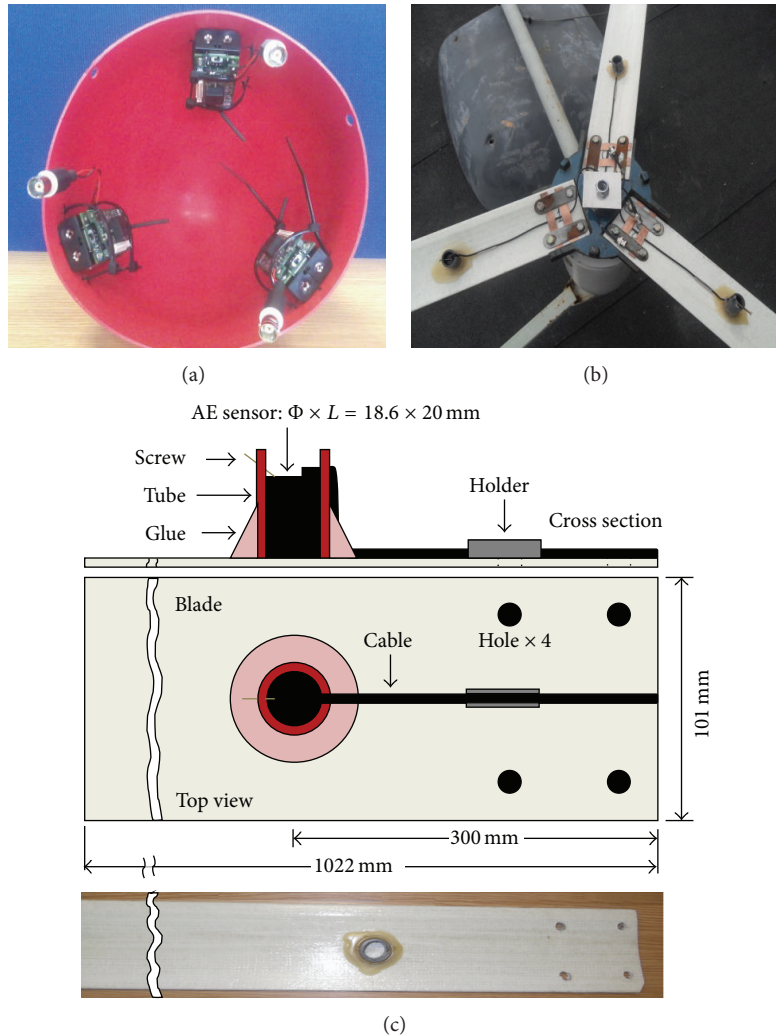 (a)
(b)
AE sensor: Φ × L = 18.6 × 20 mm
Screw
Tube
Glue
Holder
Cross section
Blade
Cable
Hole × 4
Top view
101 mm
300 mm
1022 mm
(c)